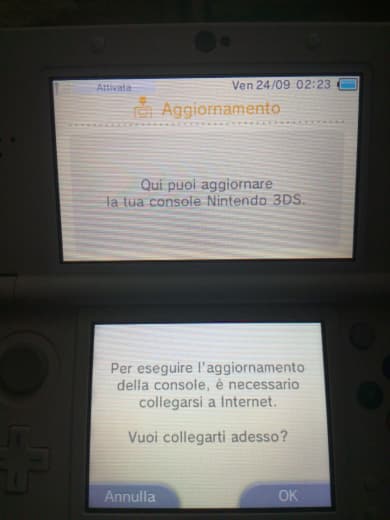 Attivata
Ven 24/09 02:23
Aggiornamento
Qui puoi aggiornare
la tua console Nintendo 3DS.
Per eseguire l'aggiornamento
della console, è necessario
collegarsi a Internet.
Vuoi collegarti adesso?
Annulla
OK